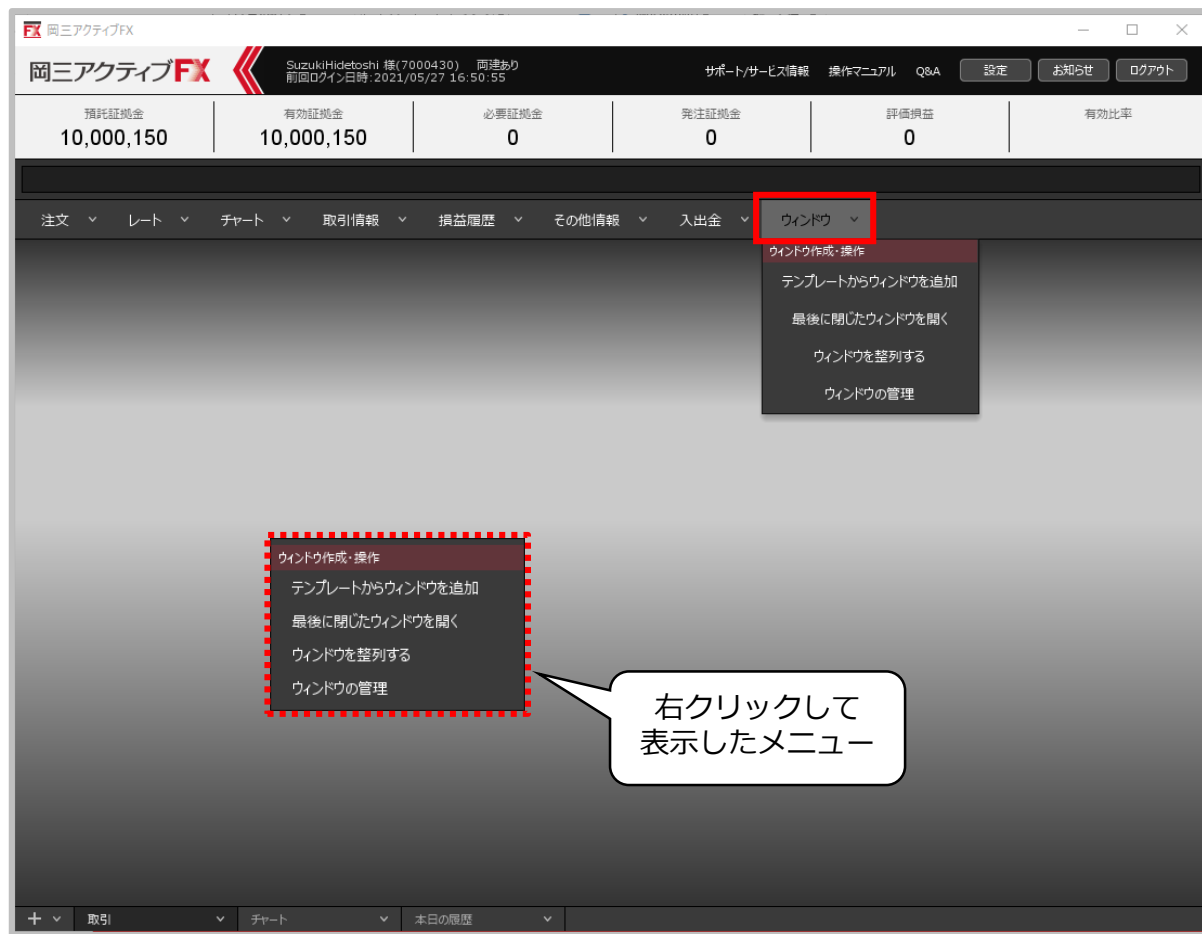 FX 岡三アクティブFX
岡三アクティブFX
SuzukiHidetoshi 様(7000430) 両建あり
前回ログイン日時:2021/05/27 16:50:55
サポート/サービス情報 操作マニュアル Q&A 設定 お知らせ ログアウト
預託証拠金 有効証拠金 必要証拠金 発注証拠金 評価損益 有効比率
10,000,150 10,000,150 0 0 0
注文 レート チャート 取引情報 損益履歴 その他情報 入出金 ウィンドウ
ウィンドウ作成・操作
テンプレートからウィンドウを追加
最後に閉じたウィンドウを開く
ウィンドウを整列する
ウィンドウの管理
ウィンドウ作成・操作
テンプレートからウィンドウを追加
最後に閉じたウィンドウを開く
ウィンドウを整列する
ウィンドウの管理
右クリックして
表示したメニュー
取引 チャート 本日の履歴